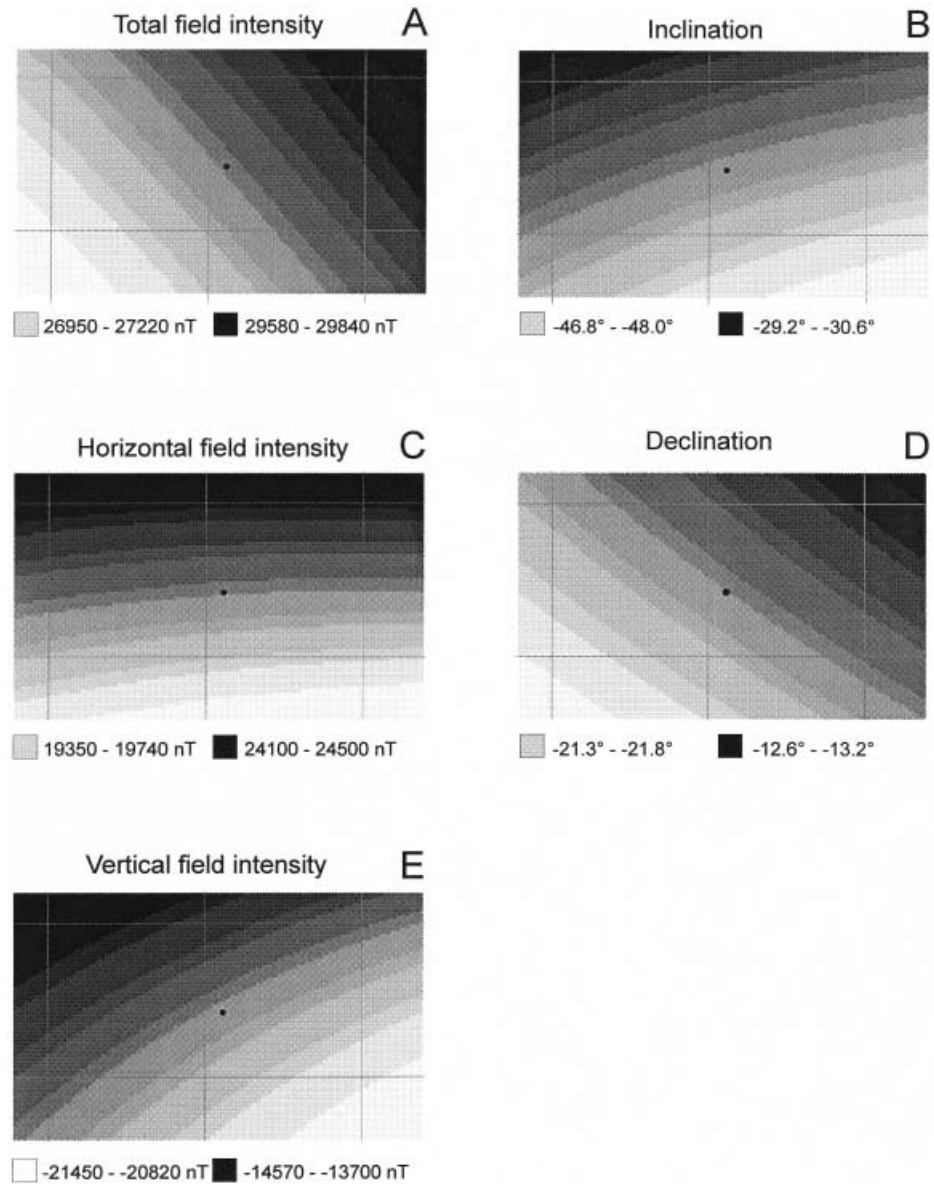 Total field intensity A
Inclination B
26950 - 27220 nT 29580 - 29840 nT
-46.8° - -48.0° -29.2° - -30.6°
Horizontal field intensity C
Declination D
19350 - 19740 nT 24100 - 24500 nT
-21.3° - -21.8° -12.6° - -13.2°
Vertical field intensity E
-21450 - -20820 nT -14570 - -13700 nT